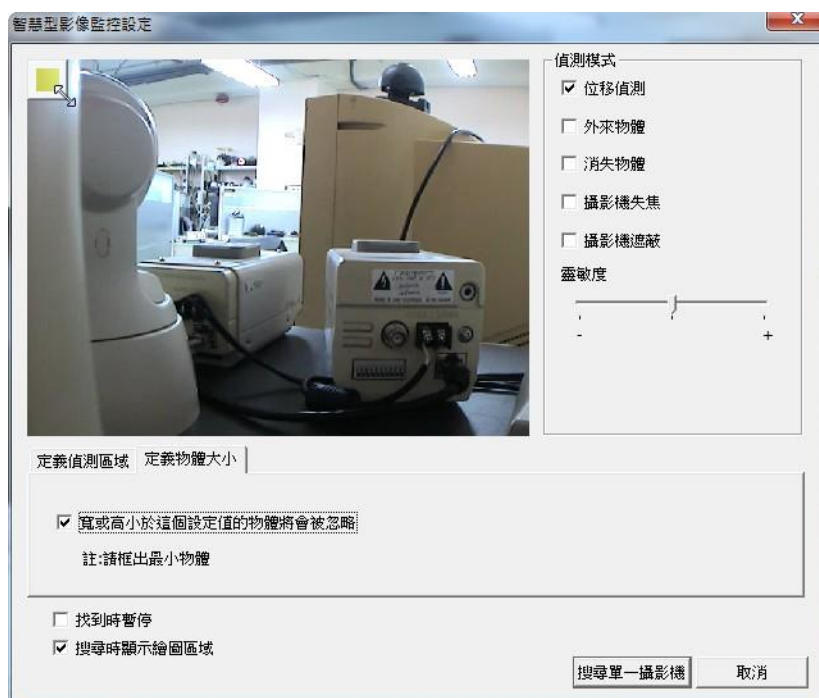 智慧型影像監控設定
偵測模式
位移偵測
外來物體
消失物體
攝影機失焦
攝影機遮蔽
靈敏度
- +
定義偵測區域 定義物體大小
寬或高小於這個設定值的物體將會被忽略
註:請框出最小物體
找到時暫停
搜尋時顯示繪圖區域
搜尋單一攝影機 取消